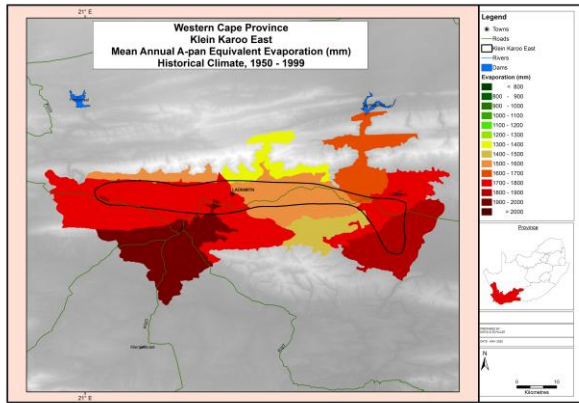 Western Cape Province
Klein Karoo East
Mean Annual A-pan Equivalent Evaporation (mm)
Historical Climate, 1950 - 1999
21° E
21° E
LADISMITH
Legend
Towns
Roads
Klein Karoo East
Rivers
Dams
Evaporation (mm)
< 800
800 - 900
900 - 1000
1000 - 1100
1100 - 1200
1200 - 1300
1300 - 1400
1400 - 1500
1500 - 1600
1600 - 1700
1700 - 1800
1800 - 1900
1900 - 2000
> 2000
Province
N
0
10
Kilometres